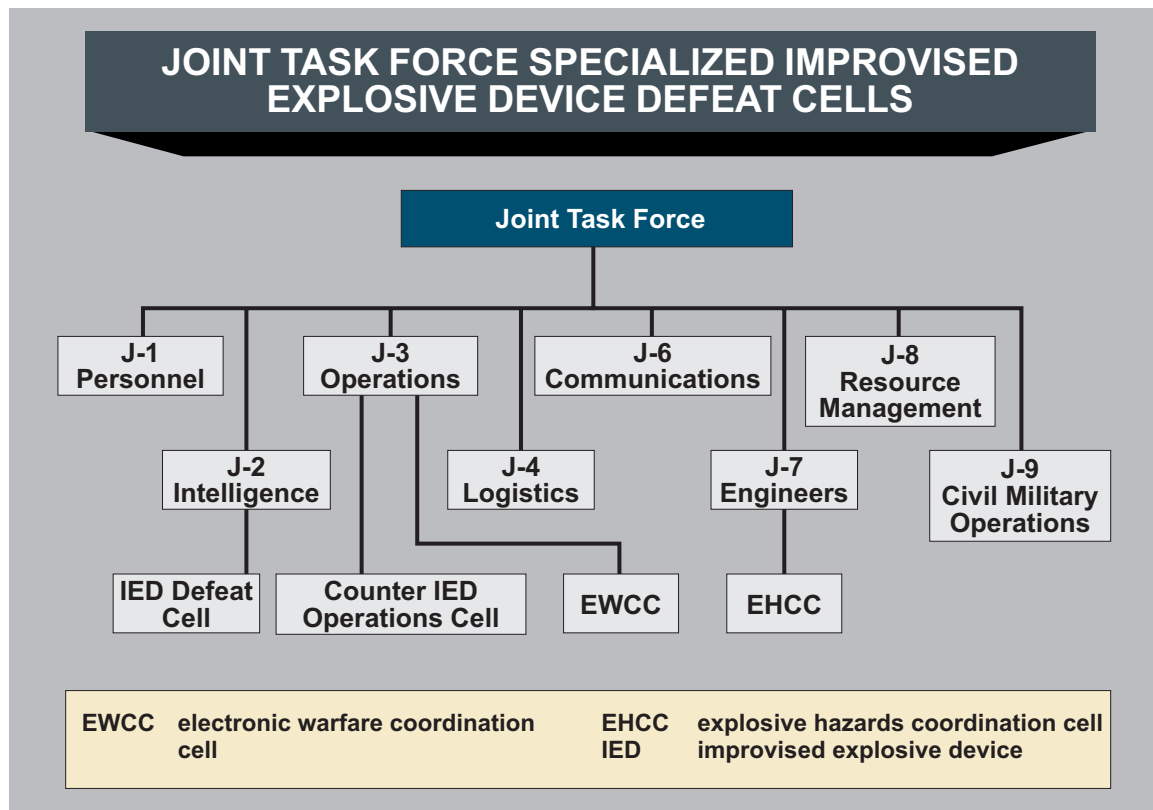 JOINT TASK FORCE SPECIALIZED IMPROVISED
EXPLOSIVE DEVICE DEFEAT CELLS
Joint Task Force
J-1
Personnel
J-3
Operations
J-6
Communications
J-8
Resource
Management
J-2
Intelligence
J-4
Logistics
J-7
Engineers
J-9
Civil Military
Operations
IED Defeat
Cell
Counter IED
Operations Cell
EWCC
EHCC
EWCC electronic warfare coordination
cell
EHCC explosive hazards coordination cell
IED improvised explosive device